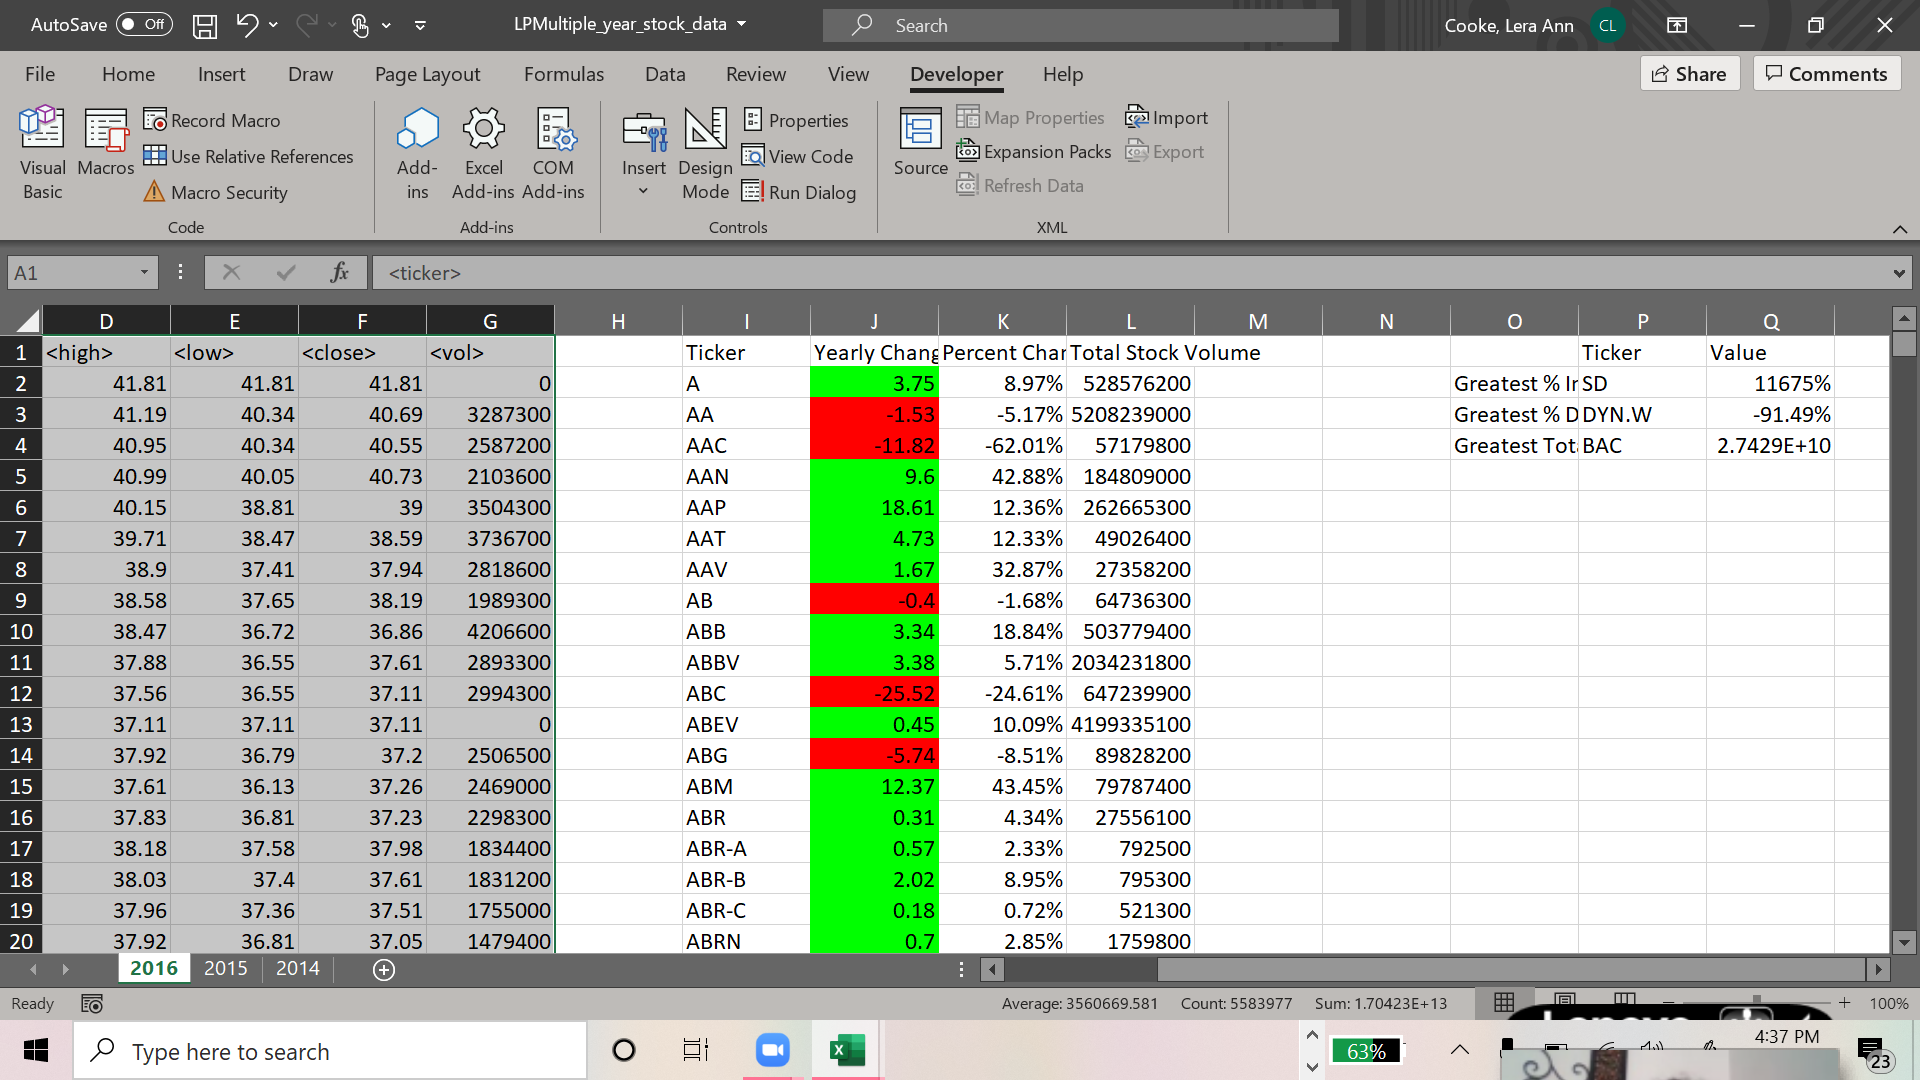 AutoSave Off LPMultiple_year_stock_data Search Cooke, Lera Ann CL
File Home Insert Draw Page Layout Formulas Data Review View Developer Help Share Comments
Visual Basic
Macros
Record Macro
Use Relative References
Macro Security
Code
Add-ins
Excel Add-ins
COM Add-ins
Add-ins
Insert
Design Mode
Properties
View Code
Run Dialog
Controls
Source
Map Properties
Expansion Packs
Refresh Data
Import
Export
XML
A1 fx <ticker>
D E F G H I J K L M N O P Q
1 <high> <low> <close> <vol> Ticker Yearly Chang Percent Char Total Stock Volume Ticker Value
2 41.81 41.81 41.81 0 A 3.75 8.97% 528576200 Greatest % In SD 11675%
3 41.19 40.34 40.69 3287300 AA -1.53 -5.17% 5208239000 Greatest % D DYN.W -91.49%
4 40.95 40.34 40.55 2587200 AAC -11.82 -62.01% 57179800 Greatest Tot BAC 2.7429E+10
5 40.99 40.05 40.73 2103600 AAN 9.6 42.88% 184809000
6 40.15 38.81 39 3504300 AAP 18.61 12.36% 262665300
7 39.71 38.47 38.59 3736700 AAT 4.73 12.33% 49026400
8 38.9 37.41 37.94 2818600 AAV 1.67 32.87% 27358200
9 38.58 37.65 38.19 1989300 AB -0.4 -1.68% 64736300
10 38.47 36.72 36.86 4206600 ABB 3.34 18.84% 503779400
11 37.88 36.55 37.61 2893300 ABBV 3.38 5.71% 2034231800
12 37.56 36.55 37.11 2994300 ABC -25.52 -24.61% 647239900
13 37.11 37.11 37.11 0 ABEV 0.45 10.09% 4199335100
14 37.92 36.79 37.2 2506500 ABG -5.74 -8.51% 89828200
15 37.61 36.13 37.26 2469000 ABM 12.37 43.45% 79787400
16 37.83 36.81 37.23 2298300 ABR 0.31 4.34% 27556100
17 38.18 37.58 37.98 1834400 ABR-A 0.57 2.33% 792500
18 38.03 37.4 37.61 1831200 ABR-B 2.02 8.95% 795300
19 37.96 37.36 37.51 1755000 ABR-C 0.18 0.72% 521300
20 37.92 36.81 37.05 1479400 ABRN 0.7 2.85% 1759800
2016 2015 2014
Ready Average: 3560669.581 Count: 5583977 Sum: 1.70423E+13 100%
Type here to search 63% 4:37 PM 23